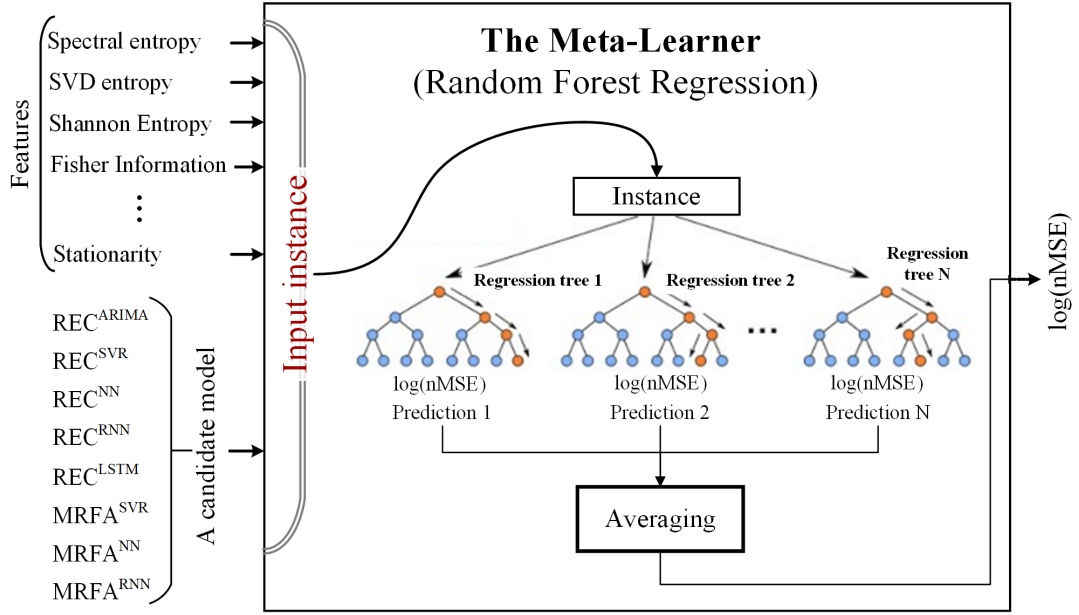 The Meta-Learner
(Random Forest Regression)
Features
Spectral entropy
SVD entropy
Shannon Entropy
Fisher Information
⋮
Stationarity
REC^ARIMA
REC^SVR
REC^NN
REC^RNN
REC^LSTM
MRFA^SVR
MRFA^NN
MRFA^RNN
A candidate model
Input instance
Instance
Regression tree 1
Regression tree 2
Regression
tree N
...
log(nMSE)
Prediction 1
log(nMSE)
Prediction 2
log(nMSE)
Prediction N
Averaging
log(nMSE)